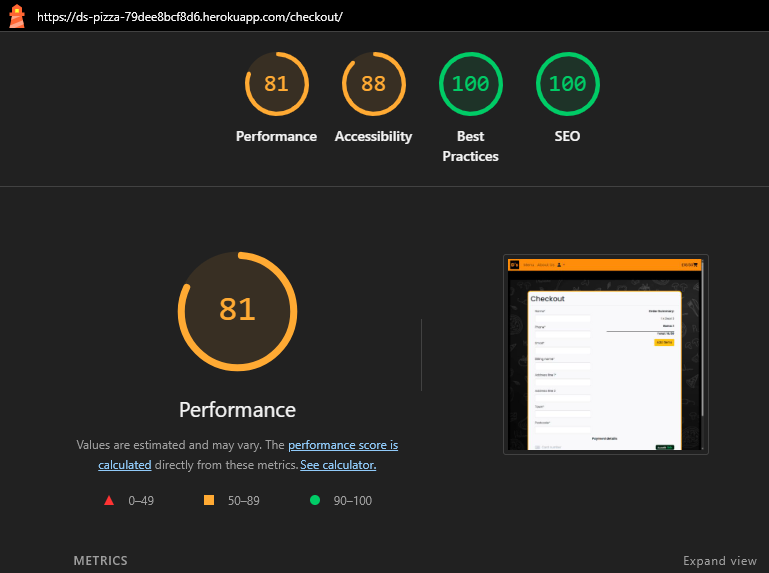 https://ds-pizza-79dee8bcf8d6.herokuapp.com/checkout/
81
88
100
100
Performance
Accessibility
Best
Practices
SEO
81
Performance
Values are estimated and may vary. The performance score is
calculated directly from these metrics. See calculator.
0–49
50–89
90–100
Checkout
METRICS
Expand view